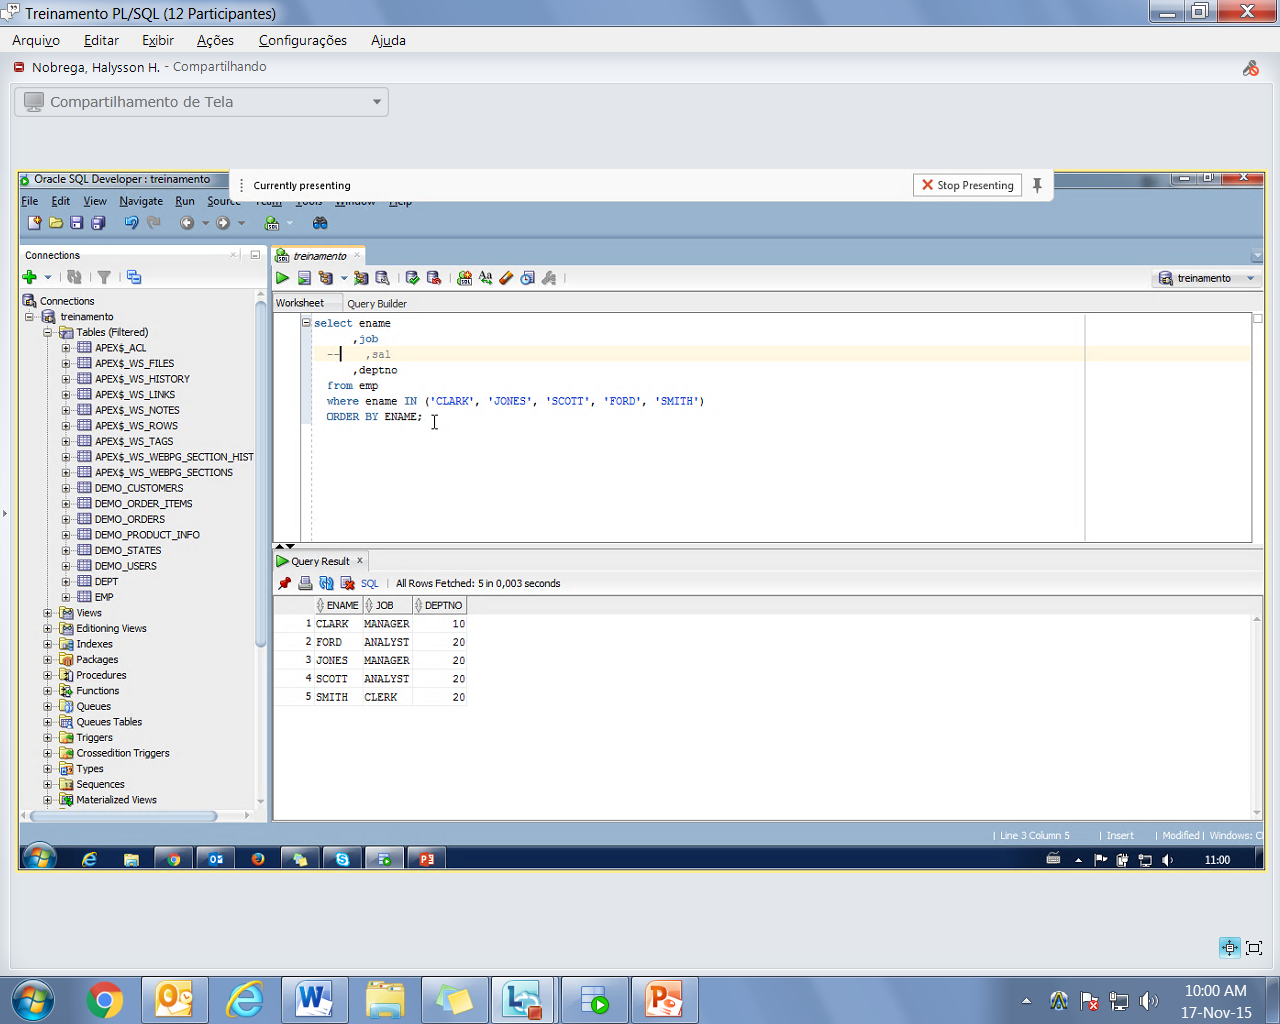 Treinamento PL/SQL (12 Participantes)
Arquivo Editar Exibir Ações Configurações Ajuda
Nobrega, Halysson H. - Compartilhando
Compartilhamento de Tela
Oracle SQL Developer : treinamento
Currently presenting
Stop Presenting
File Edit View Navigate Run Source Team Tools Window Help
Connections
treinamento
treinamento
Worksheet Query Builder
Connections
treinamento
Tables (Filtered)
APEX$_ACL
APEX$_WS_FILES
APEX$_WS_HISTORY
APEX$_WS_LINKS
APEX$_WS_NOTES
APEX$_WS_ROWS
APEX$_WS_TAGS
APEX$_WS_WEBPG_SECTION_HIST
APEX$_WS_WEBPG_SECTIONS
DEMO_CUSTOMERS
DEMO_ORDER_ITEMS
DEMO_ORDERS
DEMO_PRODUCT_INFO
DEMO_STATES
DEMO_USERS
DEPT
EMP
Views
Editioning Views
Indexes
Packages
Procedures
Functions
Queues
Queues Tables
Triggers
Crossedition Triggers
Types
Sequences
Materialized Views
select ename
,job
-- ,sal
,deptno
from emp
where ename IN ('CLARK', 'JONES', 'SCOTT', 'FORD', 'SMITH')
ORDER BY ENAME;
Query Result
SQL | All Rows Fetched: 5 in 0,003 seconds
ENAME JOB DEPTNO
1 CLARK MANAGER 10
2 FORD ANALYST 20
3 JONES MANAGER 20
4 SCOTT ANALYST 20
5 SMITH CLERK 20
| Line 3 Column 5 | Insert | Modified | Windows: C
11:00
10:00 AM
17-Nov-15